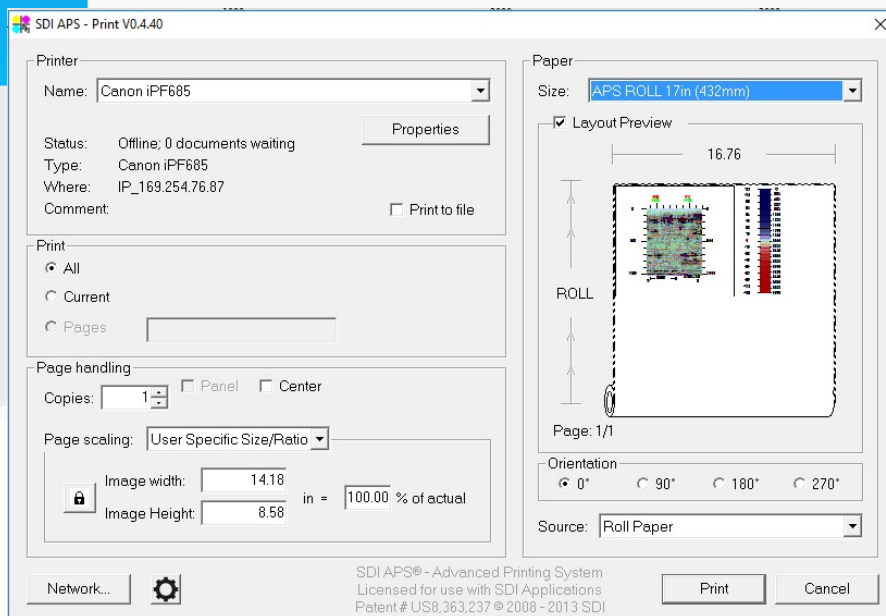 SDI APS - Print V0.4.40
Printer
Name: Canon iPF685
Properties
Status: Offline; 0 documents waiting
Type: Canon iPF685
Where: IP_169.254.76.87
Comment:
Print to file
Print
All
Current
Pages
Page handling
Copies: 1 Panel Center
Page scaling: User Specific Size/Ratio
Image width: 14.18
in = 100.00 % of actual
Image Height: 8.58
Network...
Paper
Size: APS ROLL 17in (432mm)
Layout Preview
16.76
ROLL
Page: 1/1
Orientation
0° 90° 180° 270°
Source: Roll Paper
SDI APS® - Advanced Printing System
Licensed for use with SDI Applications
Patent # US8,363,237 © 2008 - 2013 SDI
Print Cancel